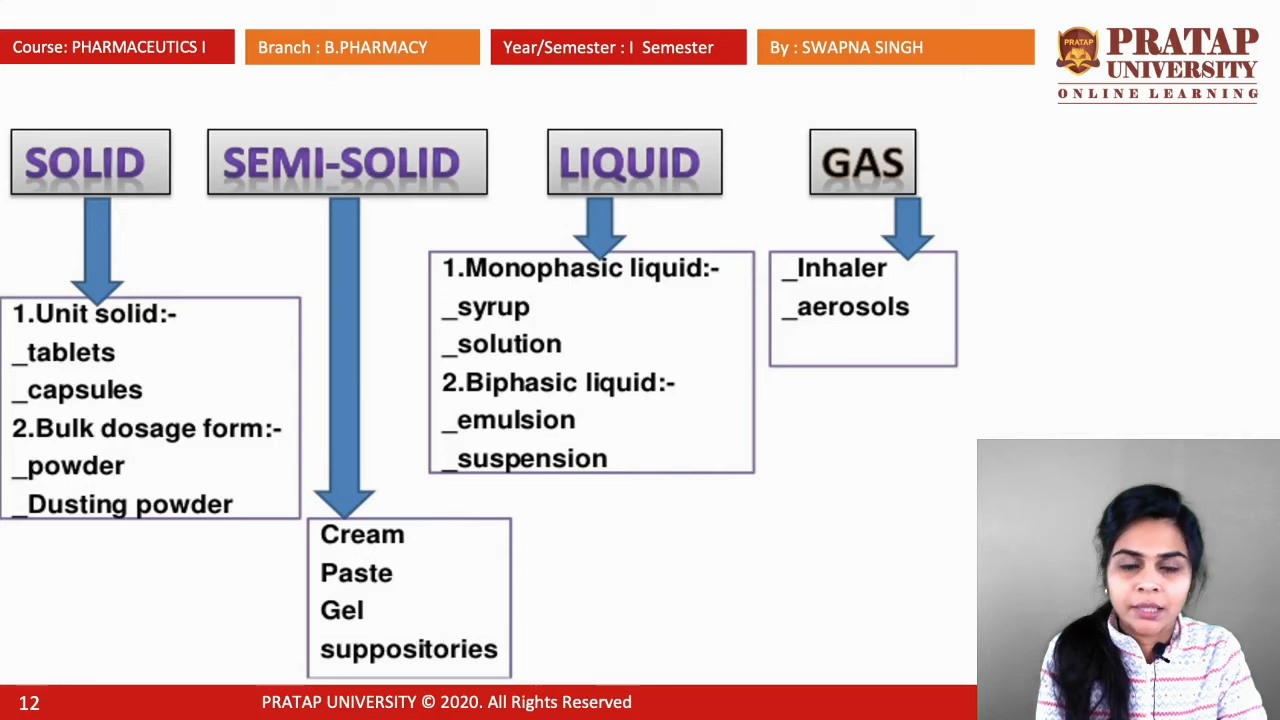 Course: PHARMACEUTICS I
Branch : B.PHARMACY
Year/Semester : I Semester
By : SWAPNA SINGH
PRATAP
PRATAP
UNIVERSITY
ONLINE LEARNING
SOLID
SEMI-SOLID
LIQUID
GAS
1.Unit solid:-
_tablets
_capsules
2.Bulk dosage form:-
_powder
_Dusting powder
Cream
Paste
Gel
suppositories
1.Monophasic liquid:-
_syrup
_solution
2.Biphasic liquid:-
_emulsion
_suspension
_Inhaler
_aerosols
12
PRATAP UNIVERSITY © 2020. All Rights Reserved